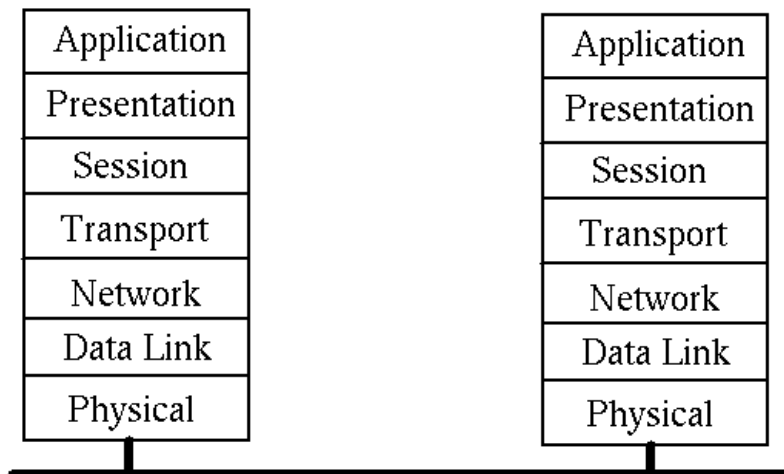 Application
Presentation
Session
Transport
Network
Data Link
Physical
Application
Presentation
Session
Transport
Network
Data Link
Physical